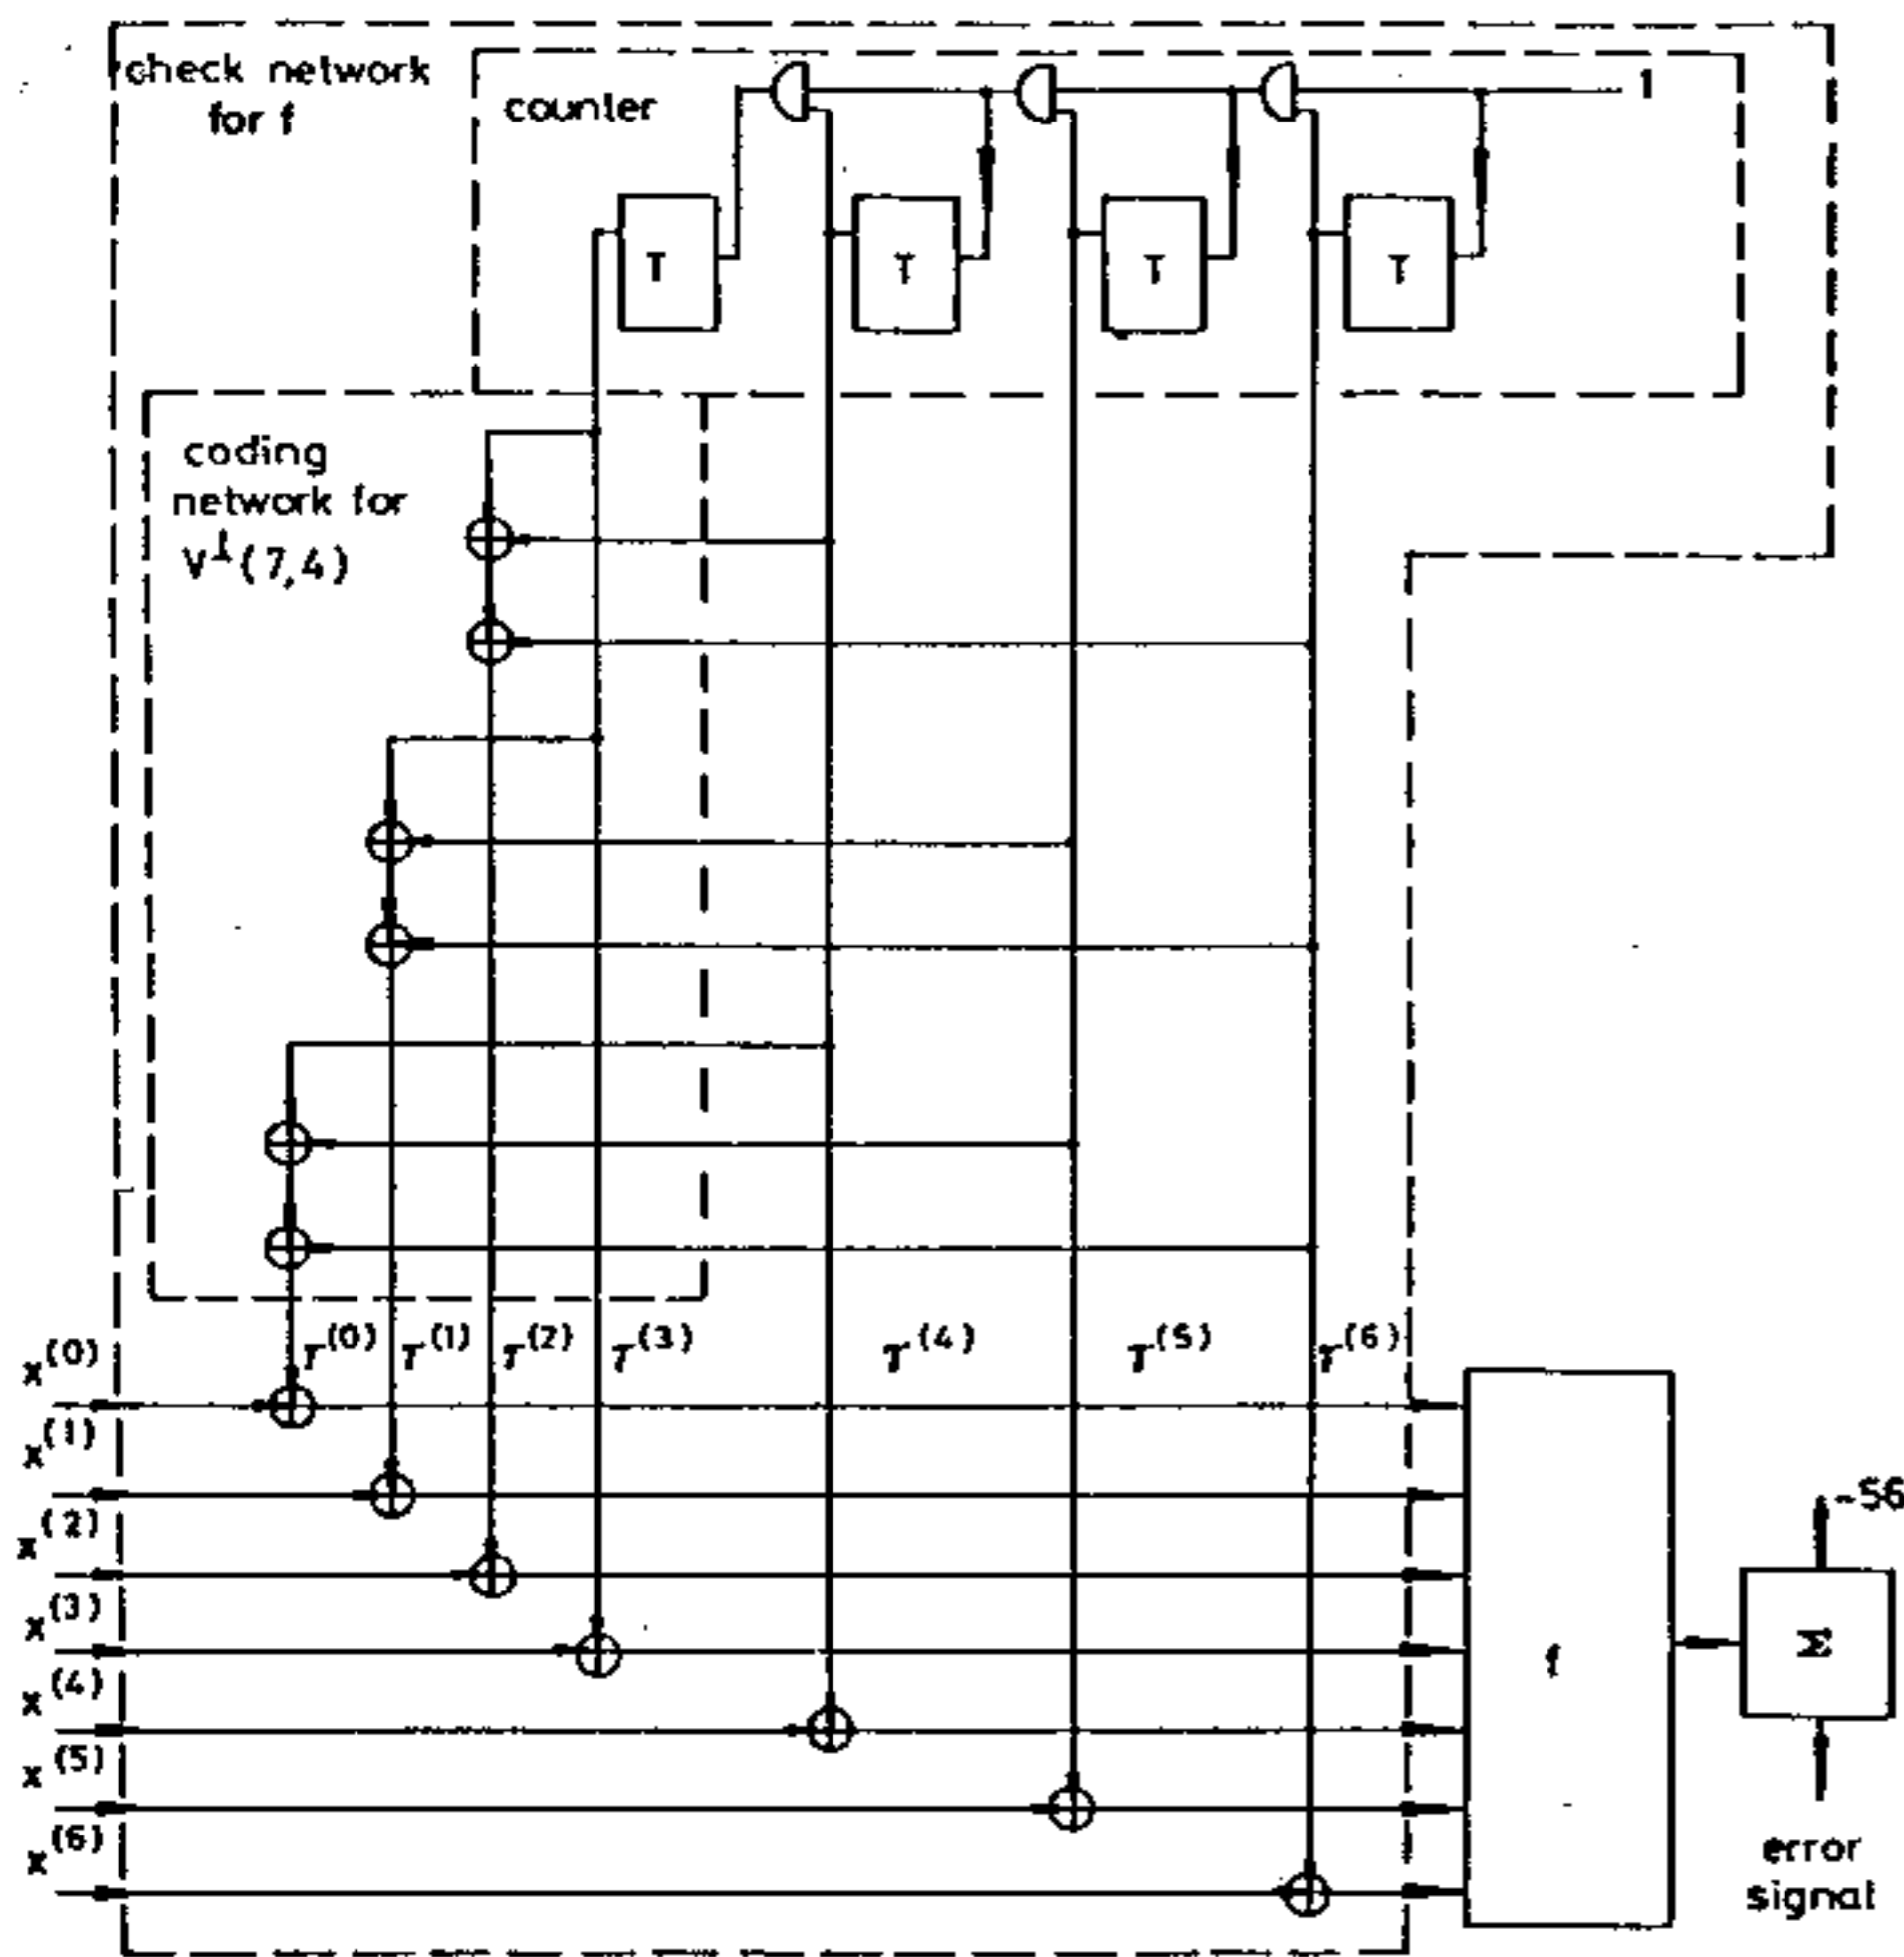 check network
for f
counter
1
T
T
T
T
coding
network for
V⊥(7,4)
τ(0)
τ(1)
τ(2)
τ(3)
τ(4)
τ(5)
τ(6)
x(0)
x(1)
x(2)
x(3)
x(4)
x(5)
x(6)
f
Σ
-56
error
signal